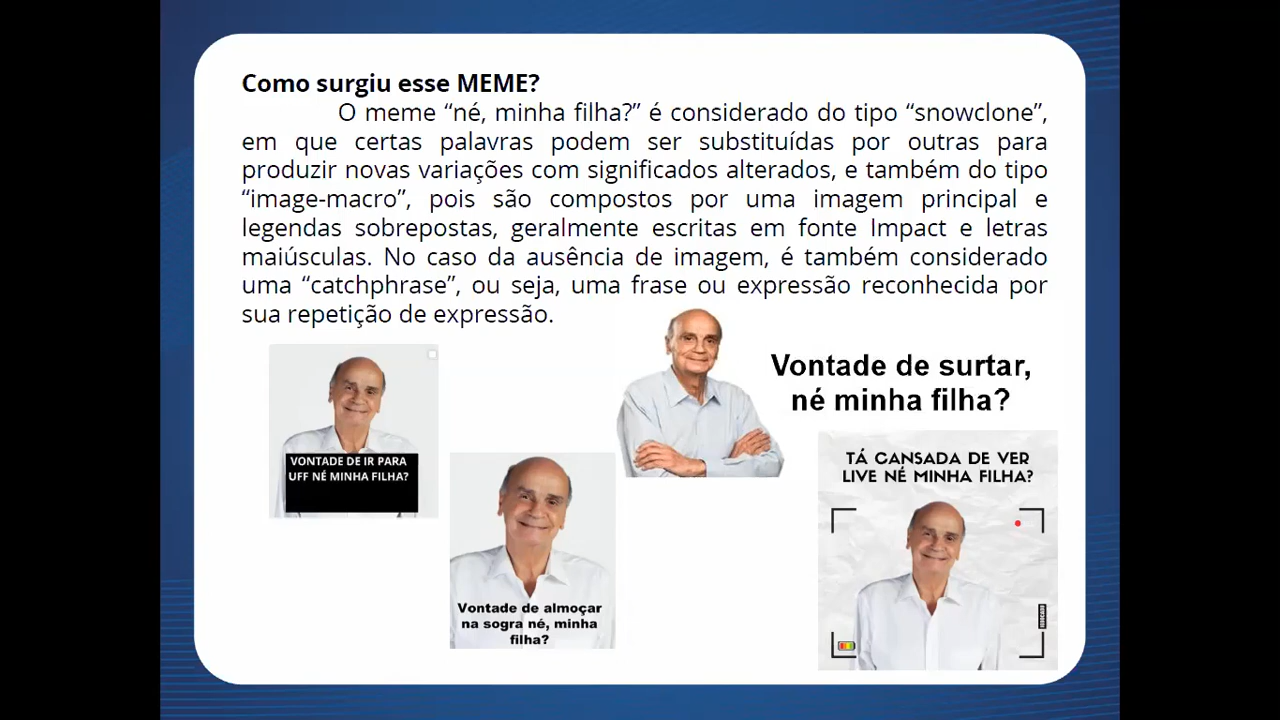 Como surgiu esse MEME?
O meme “né, minha filha?” é considerado do tipo “snowclone”,
em que certas palavras podem ser substituídas por outras para
produzir novas variações com significados alterados, e também do tipo
“image-macro”, pois são compostos por uma imagem principal e
legendas sobrepostas, geralmente escritas em fonte Impact e letras
maiúsculas. No caso da ausência de imagem, é também considerado
uma “catchphrase”, ou seja, uma frase ou expressão reconhecida por
sua repetição de expressão.
Vontade de surtar,
né minha filha?
VONTADE DE IR PARA
UFF NÉ MINHA FILHA?
TÁ CANSADA DE VER
LIVE NÉ MINHA FILHA?
Vontade de almoçar
na sogra né, minha
filha?